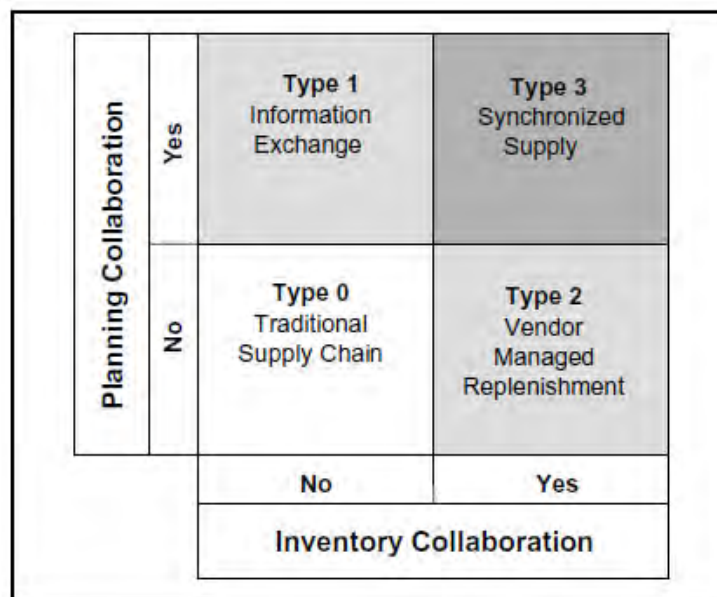 Planning Collaboration
Yes
Type 1
Information
Exchange
Type 3
Synchronized
Supply
No
Type 0
Traditional
Supply Chain
Type 2
Vendor
Managed
Replenishment
No
Yes
Inventory Collaboration